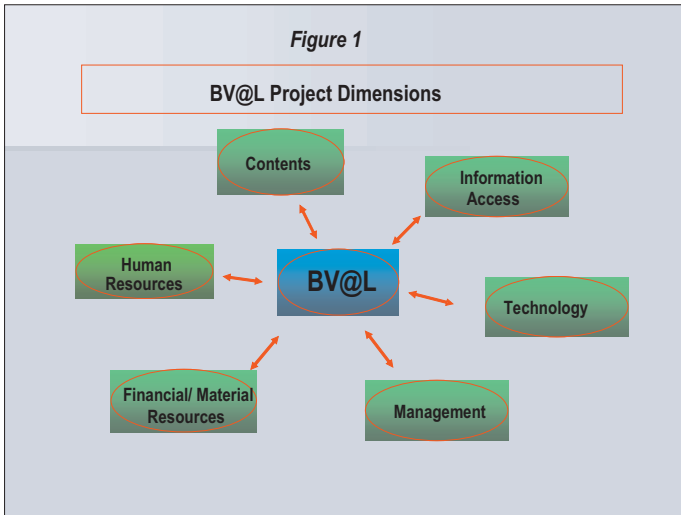 Figure 1
BV@L Project Dimensions
Contents
Information
Access
Human
Resources
BV@L
Technology
Financial/ Material
Resources
Management